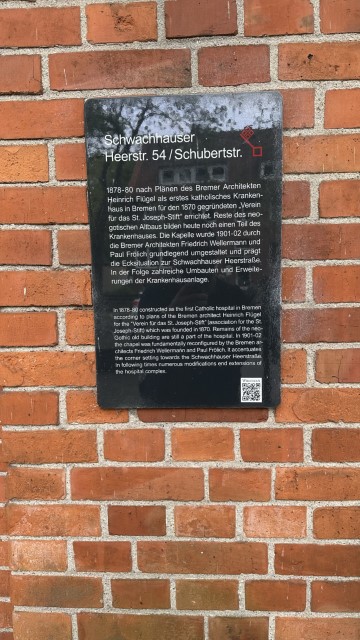 Schwachhauser
Heerstr. 54 / Schubertstr.
1878-80 nach Plänen des Bremer Architekten
Heinrich Flügel als erstes katholisches Kranken-
haus in Bremen für den 1870 gegründeten „Verein
für das St. Joseph-Stift" errichtet. Reste des neo-
gotischen Altbaus bilden heute noch einen Teil des
Krankenhauses. Die Kapelle wurde 1901-02 durch
die Bremer Architekten Friedrich Wellermann und
Paul Frölich grundlegend umgestaltet und prägt
die Ecksituation zur Schwachhauser Heerstraße.
In der Folge zahlreiche Umbauten und Erweite-
rungen der Krankenhausanlage.
In 1878-80 constructed as the first Catholic hospital in Bremen
according to plans of the Bremen architect Heinrich Flügel
for the "Verein für das St. Joseph-Stift" (association for the St.
Joseph-Stift) which was founded in 1870. Remains of the neo-
Gothic old building are still a part of the hospital. In 1901-02
the chapel was fundamentally reconfigured by the Bremen ar-
chitects Friedrich Wellermann and Paul Frölich. It accentuates
the corner setting towards the Schwachhauser Heerstraße.
In following times numerous modifications and extensions of
the hospital complex.